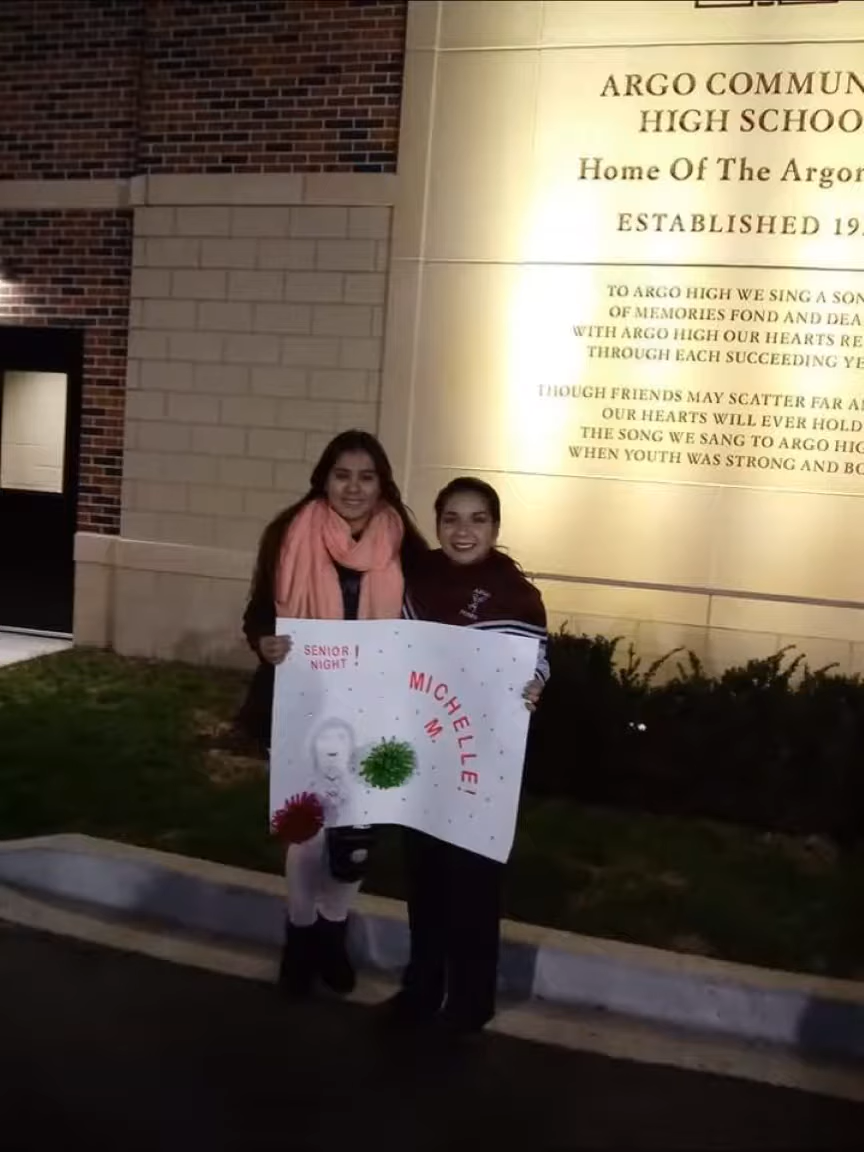 ARGO COMMUN
HIGH SCHOO
Home Of The Argon
ESTABLISHED 19
TO ARGO HIGH WE SING A SON
OF MEMORIES FOND AND DEA
WITH ARGO HIGH OUR HEARTS RE
THROUGH EACH SUCCEEDING YE
THOUGH FRIENDS MAY SCATTER FAR A
OUR HEARTS WILL EVER HOLD
THE SONG WE SANG TO ARGO HIG
WHEN YOUTH WAS STRONG AND BO
ARGO
SENIOR
NIGHT!
MICHELLE!
M.